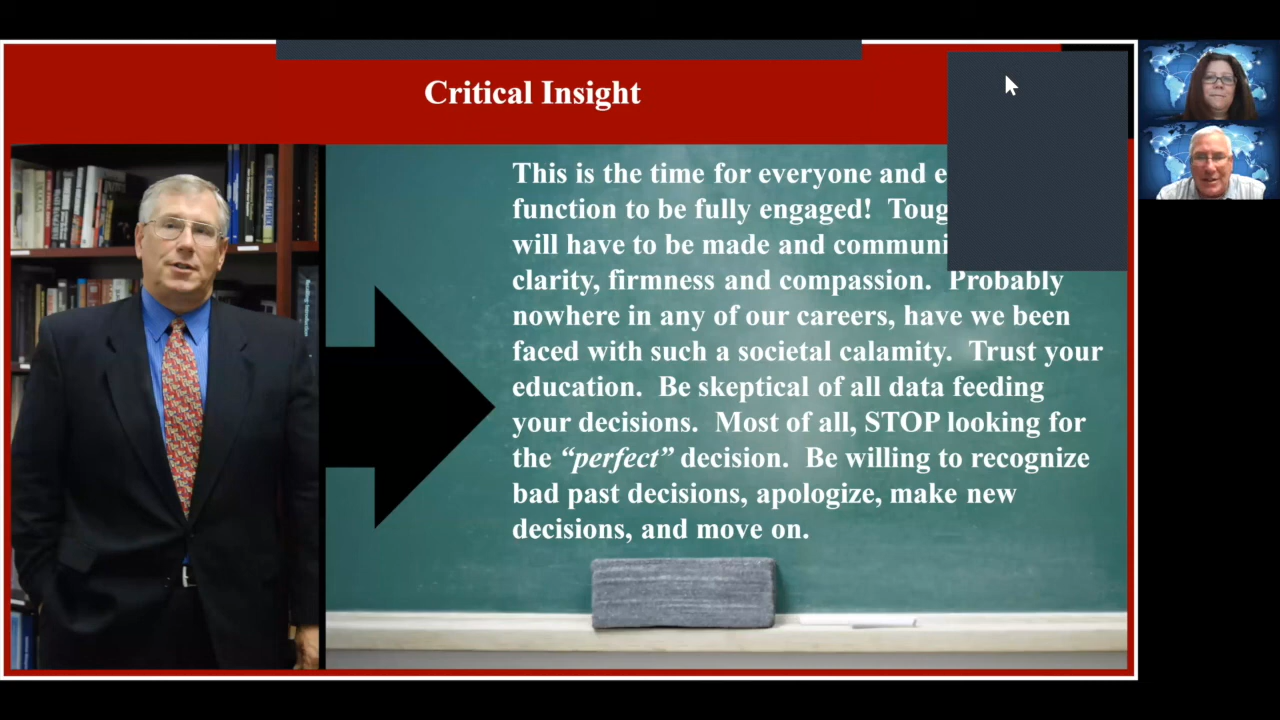 Critical Insight
This is the time for everyone and e
function to be fully engaged! Toug
will have to be made and communi
clarity, firmness and compassion. Probably
nowhere in any of our careers, have we been
faced with such a societal calamity. Trust your
education. Be skeptical of all data feeding
your decisions. Most of all, STOP looking for
the “perfect” decision. Be willing to recognize
bad past decisions, apologize, make new
decisions, and move on.